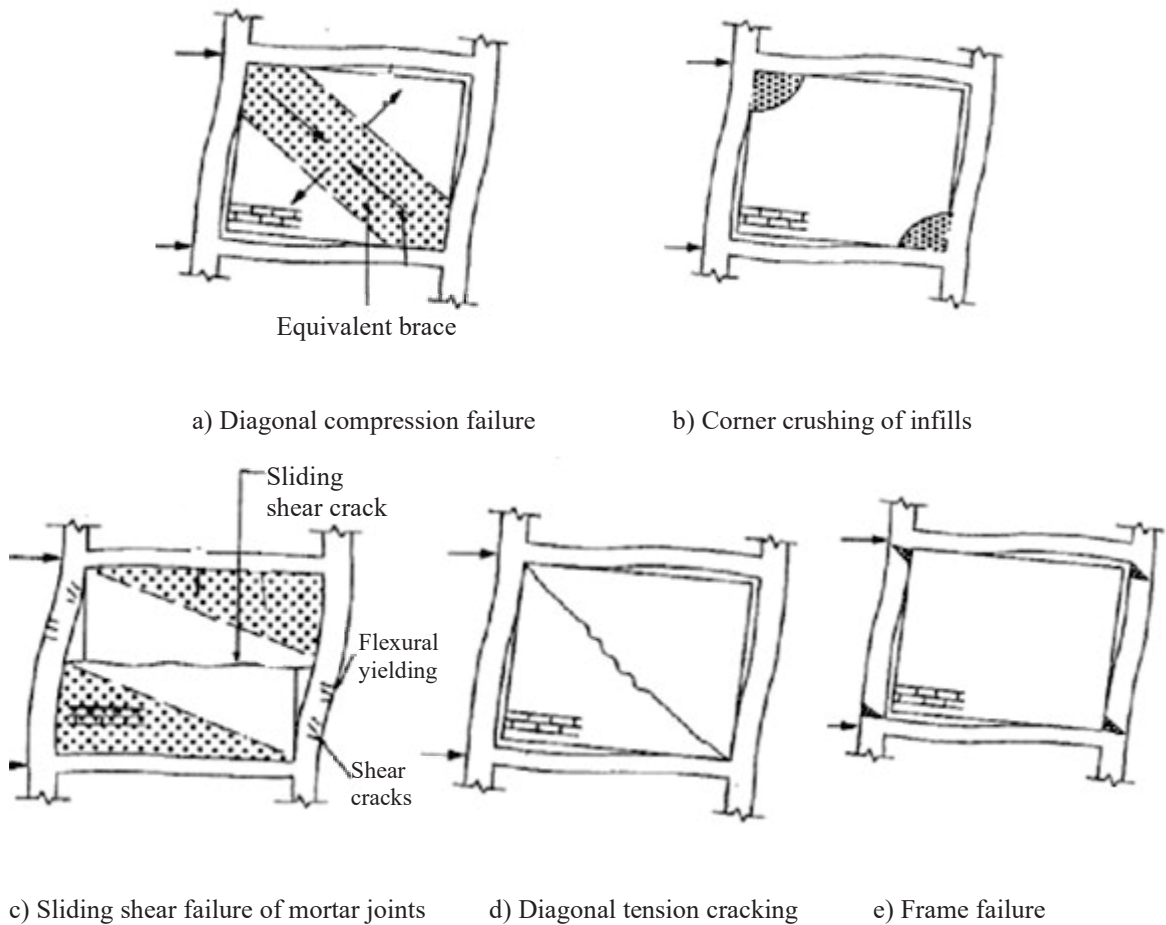 Equivalent brace
a) Diagonal compression failure
b) Corner crushing of infills
Sliding
shear crack
Flexural
yielding
Shear
cracks
c) Sliding shear failure of mortar joints
d) Diagonal tension cracking
e) Frame failure